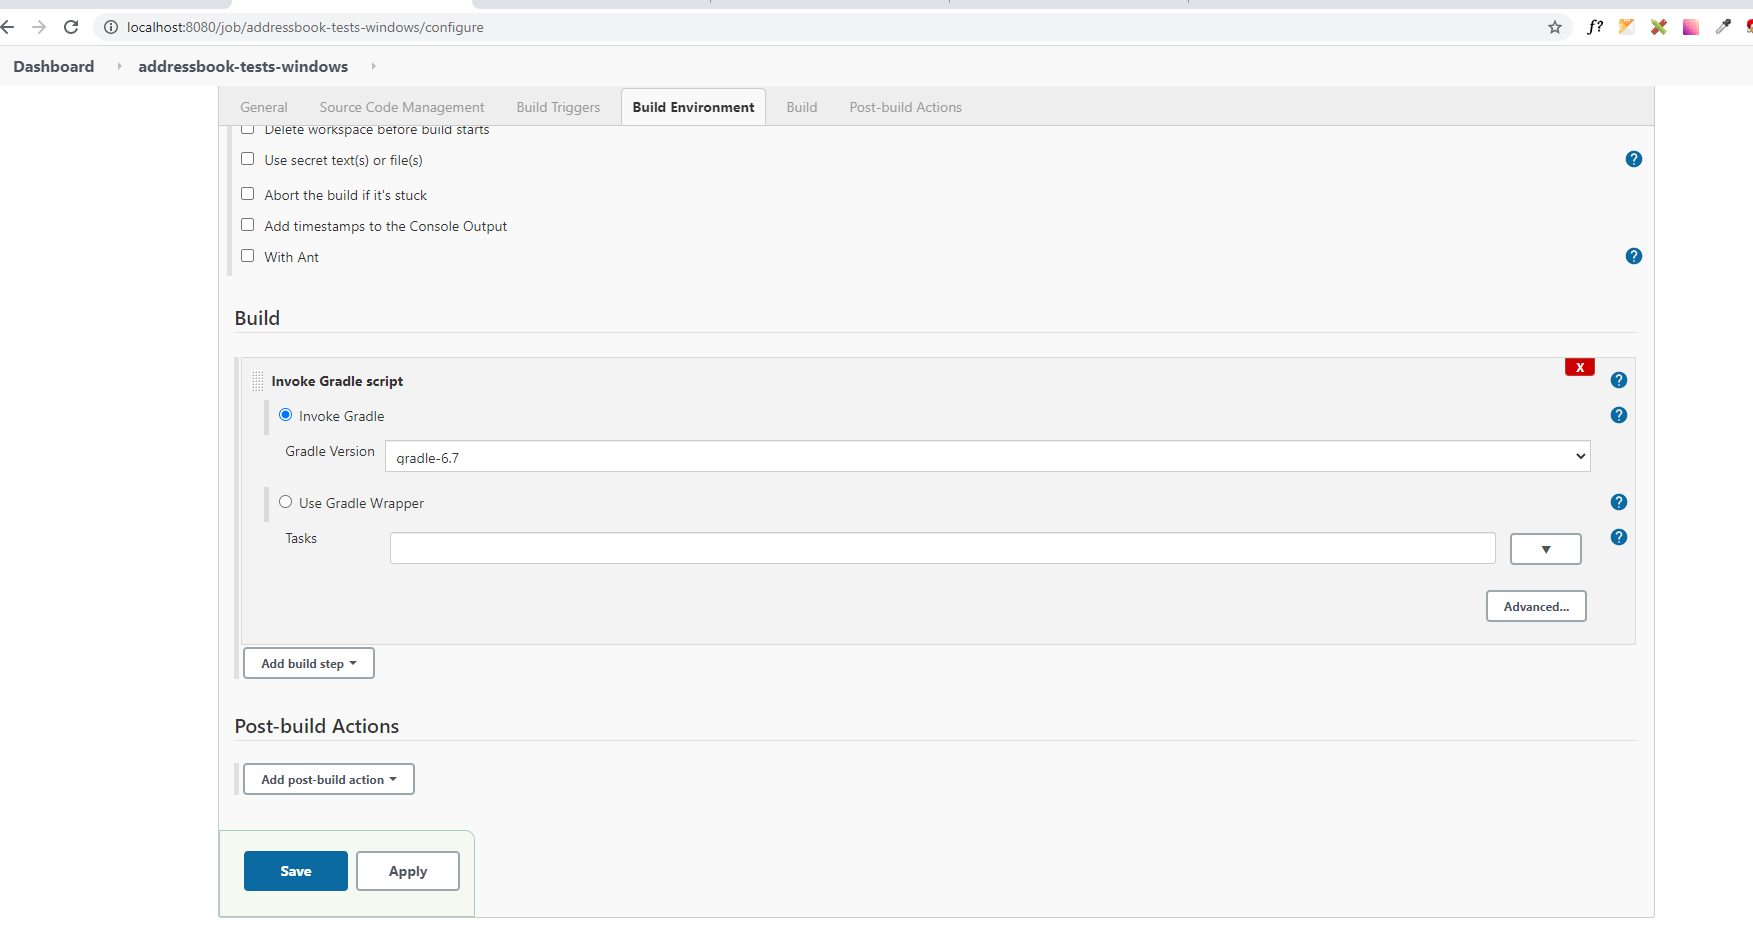 localhost:8080/job/addressbook-tests-windows/configure
f?
Dashboard addressbook-tests-windows
General Source Code Management Build Triggers Build Environment Build Post-build Actions
Delete workspace before build starts
Use secret text(s) or file(s) ?
Abort the build if it's stuck
Add timestamps to the Console Output
With Ant ?
Build
X
Invoke Gradle script ?
Invoke Gradle ?
Gradle Version gradle-6.7
Use Gradle Wrapper ?
Tasks ▼ ?
Advanced...
Add build step
Post-build Actions
Add post-build action
Save Apply